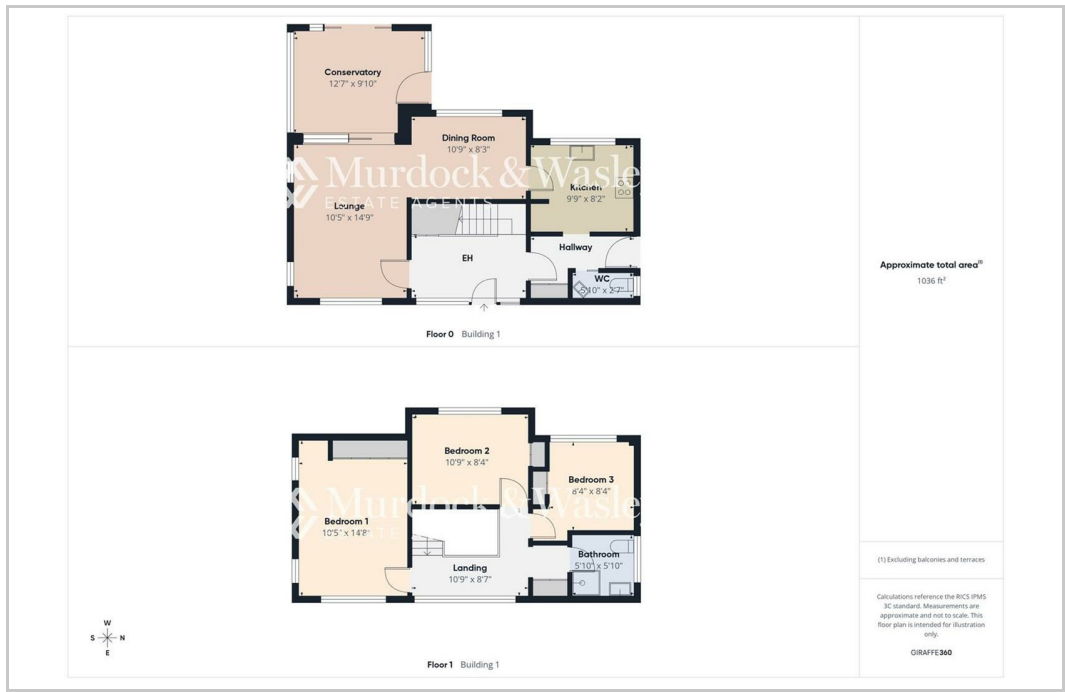 Conservatory
12'7" x 9'10"
Dining Room
10'9" x 8'3"
Murdock & Wasle
ESTATE AGENTS
Kitchen
9'9" x 8'2"
Lounge
10'5" x 14'9"
EH
Hallway
WC
5'10" x 2'7"
Floor 0 Building 1
Approximate total area(1)
1036 ft²
Bedroom 2
10'9" x 8'4"
Bedroom 3
8'4" x 8'4"
Murdock & Wasle
Bedroom 1
10'5" x 14'8"
Bathroom
5'10" x 5'10"
Landing
10'9" x 8'7"
(1) Excluding balconies and terraces
Calculations reference the RICS IPMS
3C standard. Measurements are
approximate and not to scale. This
floor plan is intended for illustration
only.
GIRAFFE360
W
S N
E
Floor 1 Building 1